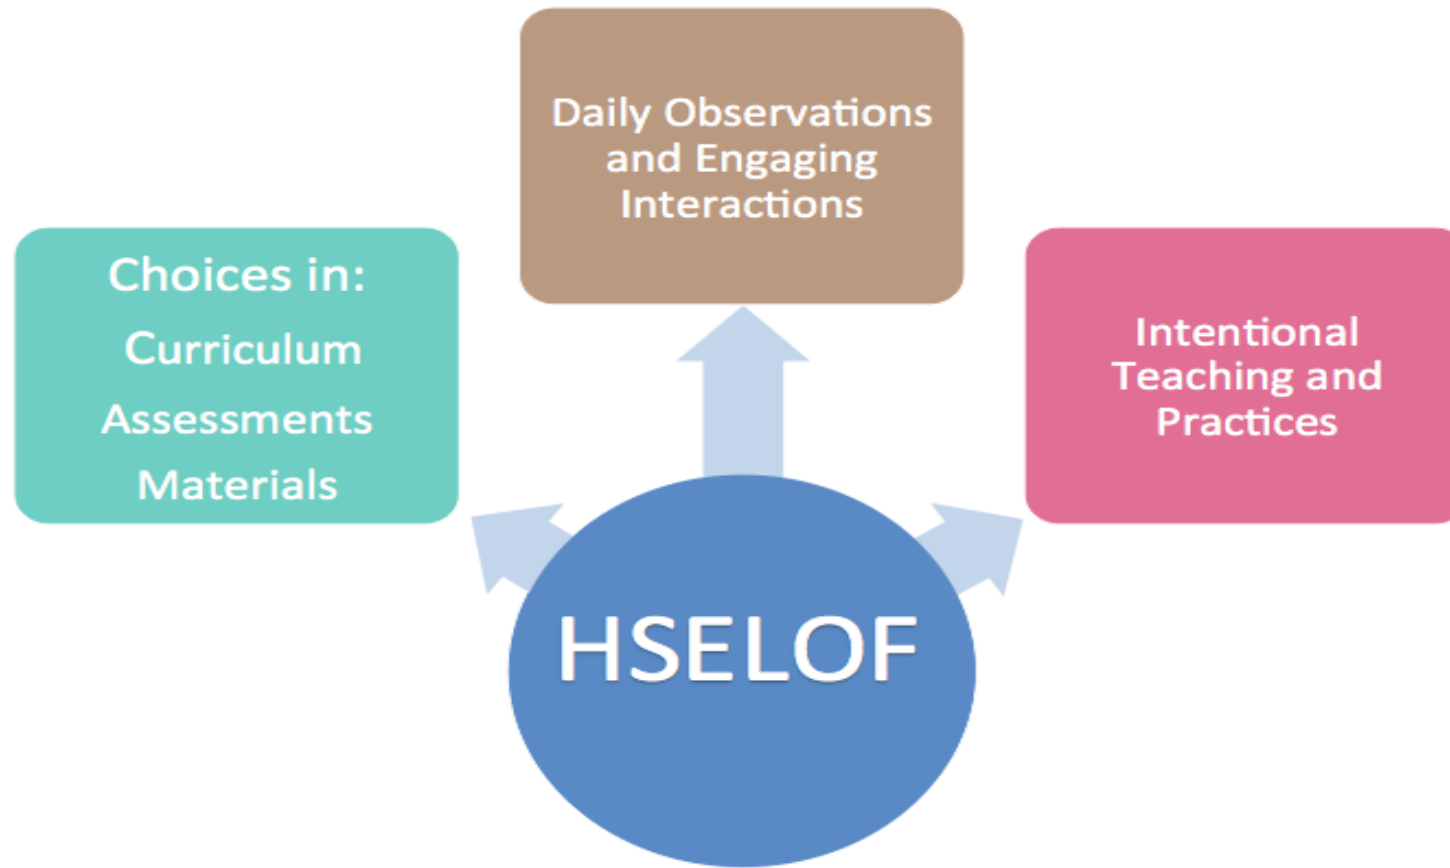 Daily Observations
and Engaging
Interactions
Choices in:
Curriculum
Assessments
Materials
Intentional
Teaching and
Practices
HSELOF